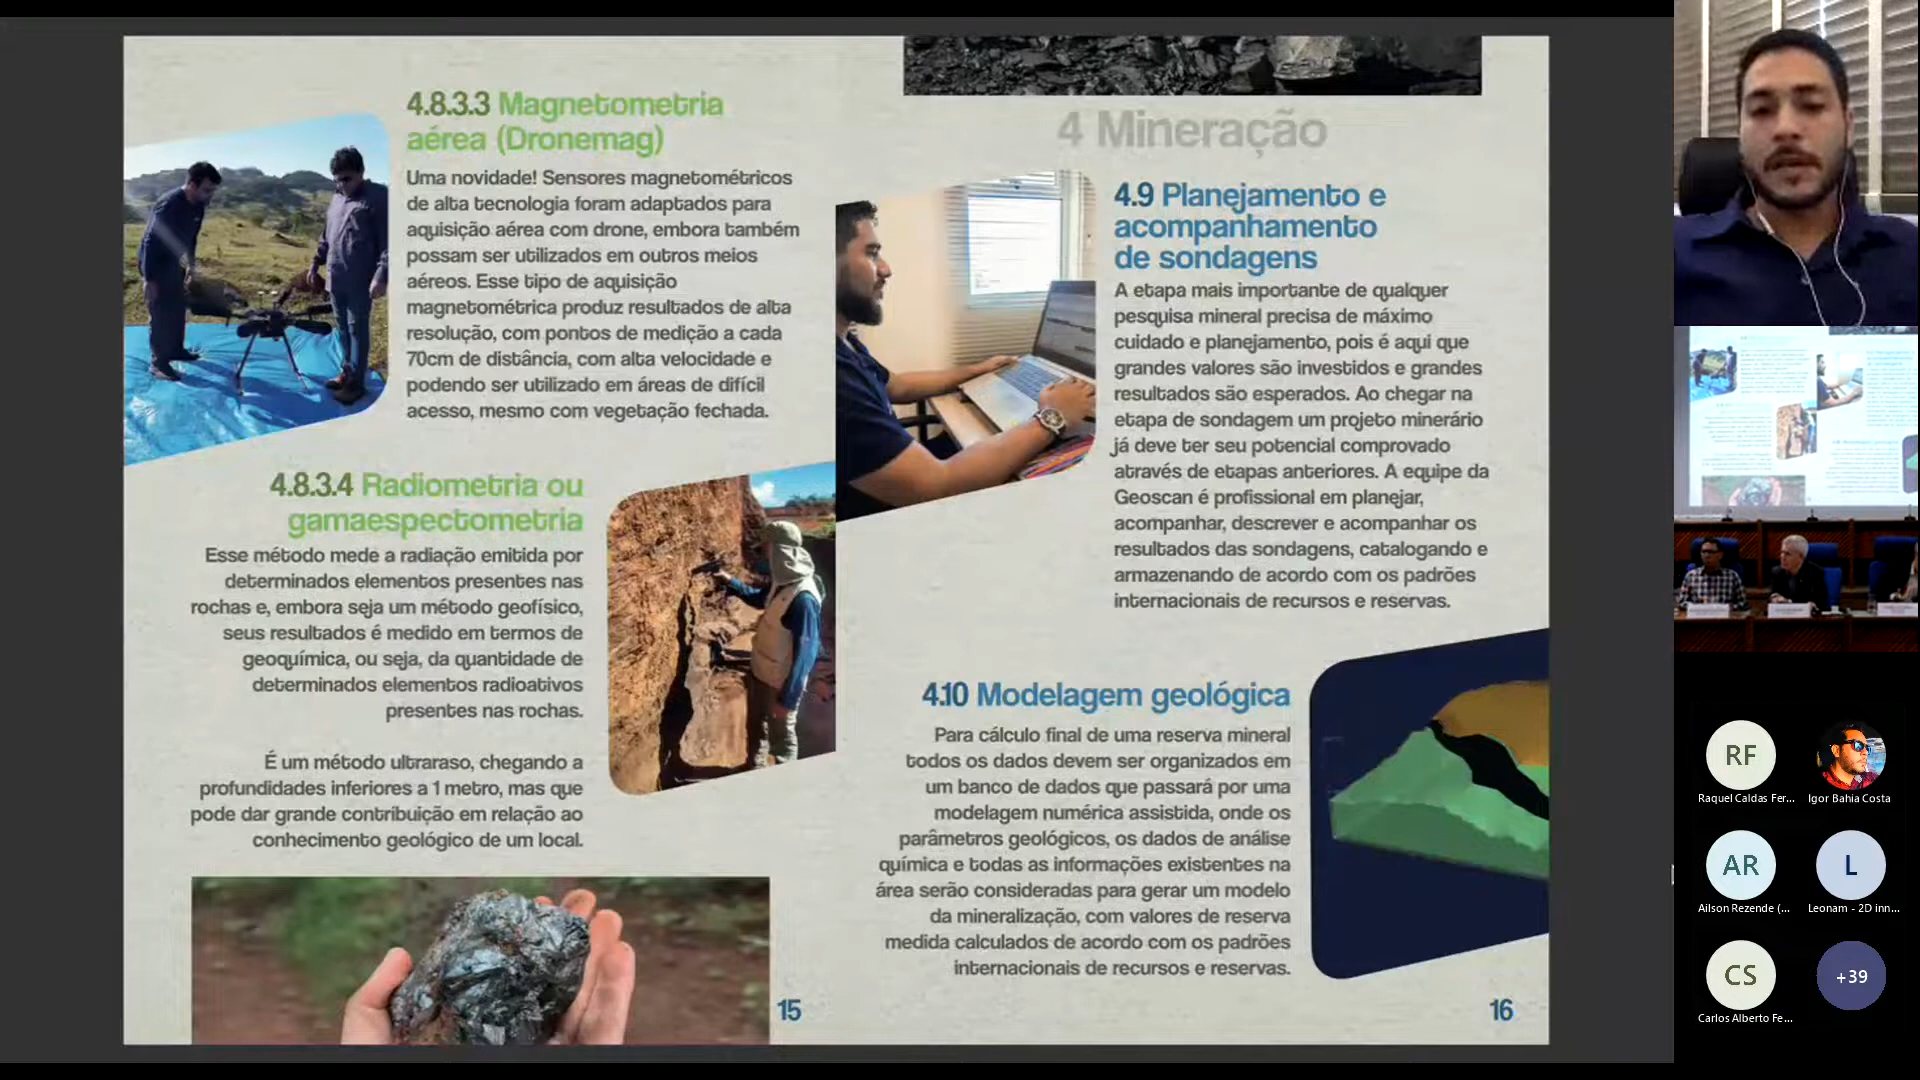 4.8.3.3 Magnetometria
aérea (Dronemag)
Uma novidade! Sensores magnetométricos
de alta tecnologia foram adaptados para
aquisição aérea com drone, embora também
possam ser utilizados em outros meios
aéreos. Esse tipo de aquisição
magnetométrica produz resultados de alta
resolução, com pontos de medição a cada
70cm de distância, com alta velocidade e
podendo ser utilizado em áreas de difícil
acesso, mesmo com vegetação fechada.
4.8.3.4 Radiometria ou
gamaespectometria
Esse método mede a radiação emitida por
determinados elementos presentes nas
rochas e, embora seja um método geofísico,
seus resultados é medido em termos de
geoquímica, ou seja, da quantidade de
determinados elementos radioativos
presentes nas rochas.
É um método ultraraso, chegando a
profundidades inferiores a 1 metro, mas que
pode dar grande contribuição em relação ao
conhecimento geológico de um local.
15
4 Mineração
4.9 Planejamento e
acompanhamento
de sondagens
A etapa mais importante de qualquer
pesquisa mineral precisa de máximo
cuidado e planejamento, pois é aqui que
grandes valores são investidos e grandes
resultados são esperados. Ao chegar na
etapa de sondagem um projeto minerário
já deve ter seu potencial comprovado
através de etapas anteriores. A equipe da
Geoscan é profissional em planejar,
acompanhar, descrever e acompanhar os
resultados das sondagens, catalogando e
armazenando de acordo com os padrões
internacionais de recursos e reservas.
4.10 Modelagem geológica
Para cálculo final de uma reserva mineral
todos os dados devem ser organizados em
um banco de dados que passará por uma
modelagem numérica assistida, onde os
parâmetros geológicos, os dados de análise
química e todas as informações existentes na
área serão consideradas para gerar um modelo
da mineralização, com valores de reserva
medida calculados de acordo com os padrões
internacionais de recursos e reservas.
16
RF
Raquel Caldas Fer...
Igor Bahia Costa
AR
Ailson Rezende (...
L
Leonam - 2D inn...
CS
Carlos Alberto Fe...
+39